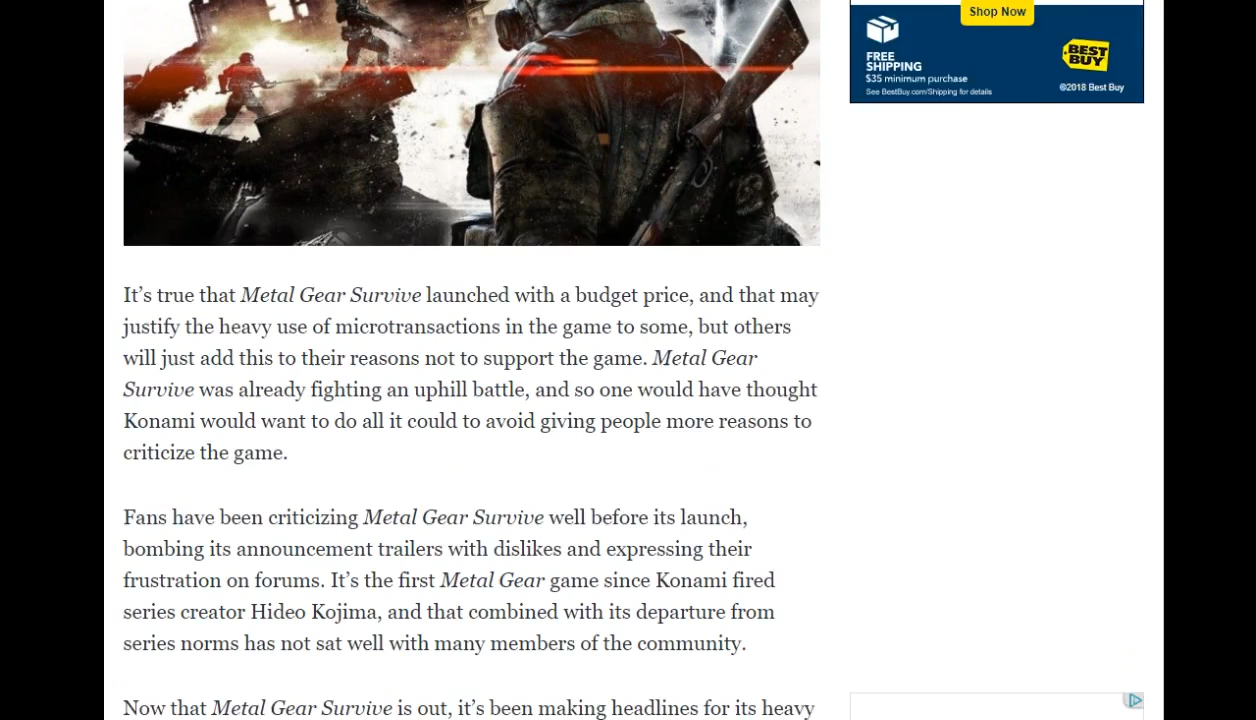 Shop Now
FREE
SHIPPING
$35 minimum purchase
See BestBuy.com/Shipping for details
BEST
BUY
©2018 Best Buy
It’s true that Metal Gear Survive launched with a budget price, and that may
justify the heavy use of microtransactions in the game to some, but others
will just add this to their reasons not to support the game. Metal Gear
Survive was already fighting an uphill battle, and so one would have thought
Konami would want to do all it could to avoid giving people more reasons to
criticize the game.
Fans have been criticizing Metal Gear Survive well before its launch,
bombing its announcement trailers with dislikes and expressing their
frustration on forums. It’s the first Metal Gear game since Konami fired
series creator Hideo Kojima, and that combined with its departure from
series norms has not sat well with many members of the community.
Now that Metal Gear Survive is out, it’s been making headlines for its heavy